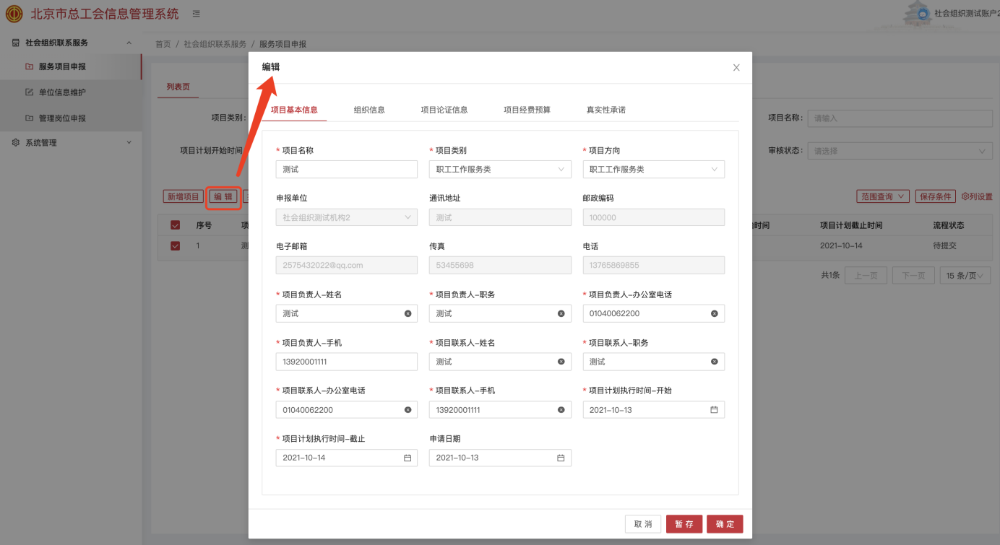 北京市总工会信息管理系统
社会组织测试账户2
社会组织联系服务
首页 / 社会组织联系服务 / 服务项目申报
服务项目申报
单位信息维护
管理岗位申报
系统管理
列表页
项目类别:
项目名称: 请输入
项目计划开始时间
审核状态: 请选择
新增项目 编 辑
范围查询 保存条件 列设置
序号 项 时间 项目计划截止时间 流程状态
1 测 2021-10-14 待提交
共1条 上一页 下一页 15 条/页
编辑
项目基本信息 组织信息 项目论证信息 项目经费预算 真实性承诺
* 项目名称 * 项目类别 * 项目方向
测试 职工工作服务类 职工工作服务类
申报单位 通讯地址 邮政编码
社会组织测试机构2 测试 100000
电子邮箱 传真 电话
2575432022@qq.com 53455698 13765869855
* 项目负责人-姓名 * 项目负责人-职务 * 项目负责人-办公室电话
测试 测试 01040062200
* 项目负责人-手机 * 项目联系人-姓名 * 项目联系人-职务
13920001111 测试 测试
* 项目联系人-办公室电话 * 项目联系人-手机 * 项目计划执行时间-开始
01040062200 13920001111 2021-10-13
* 项目计划执行时间-截止 申请日期
2021-10-14 2021-10-13
取 消 暂 存 确 定